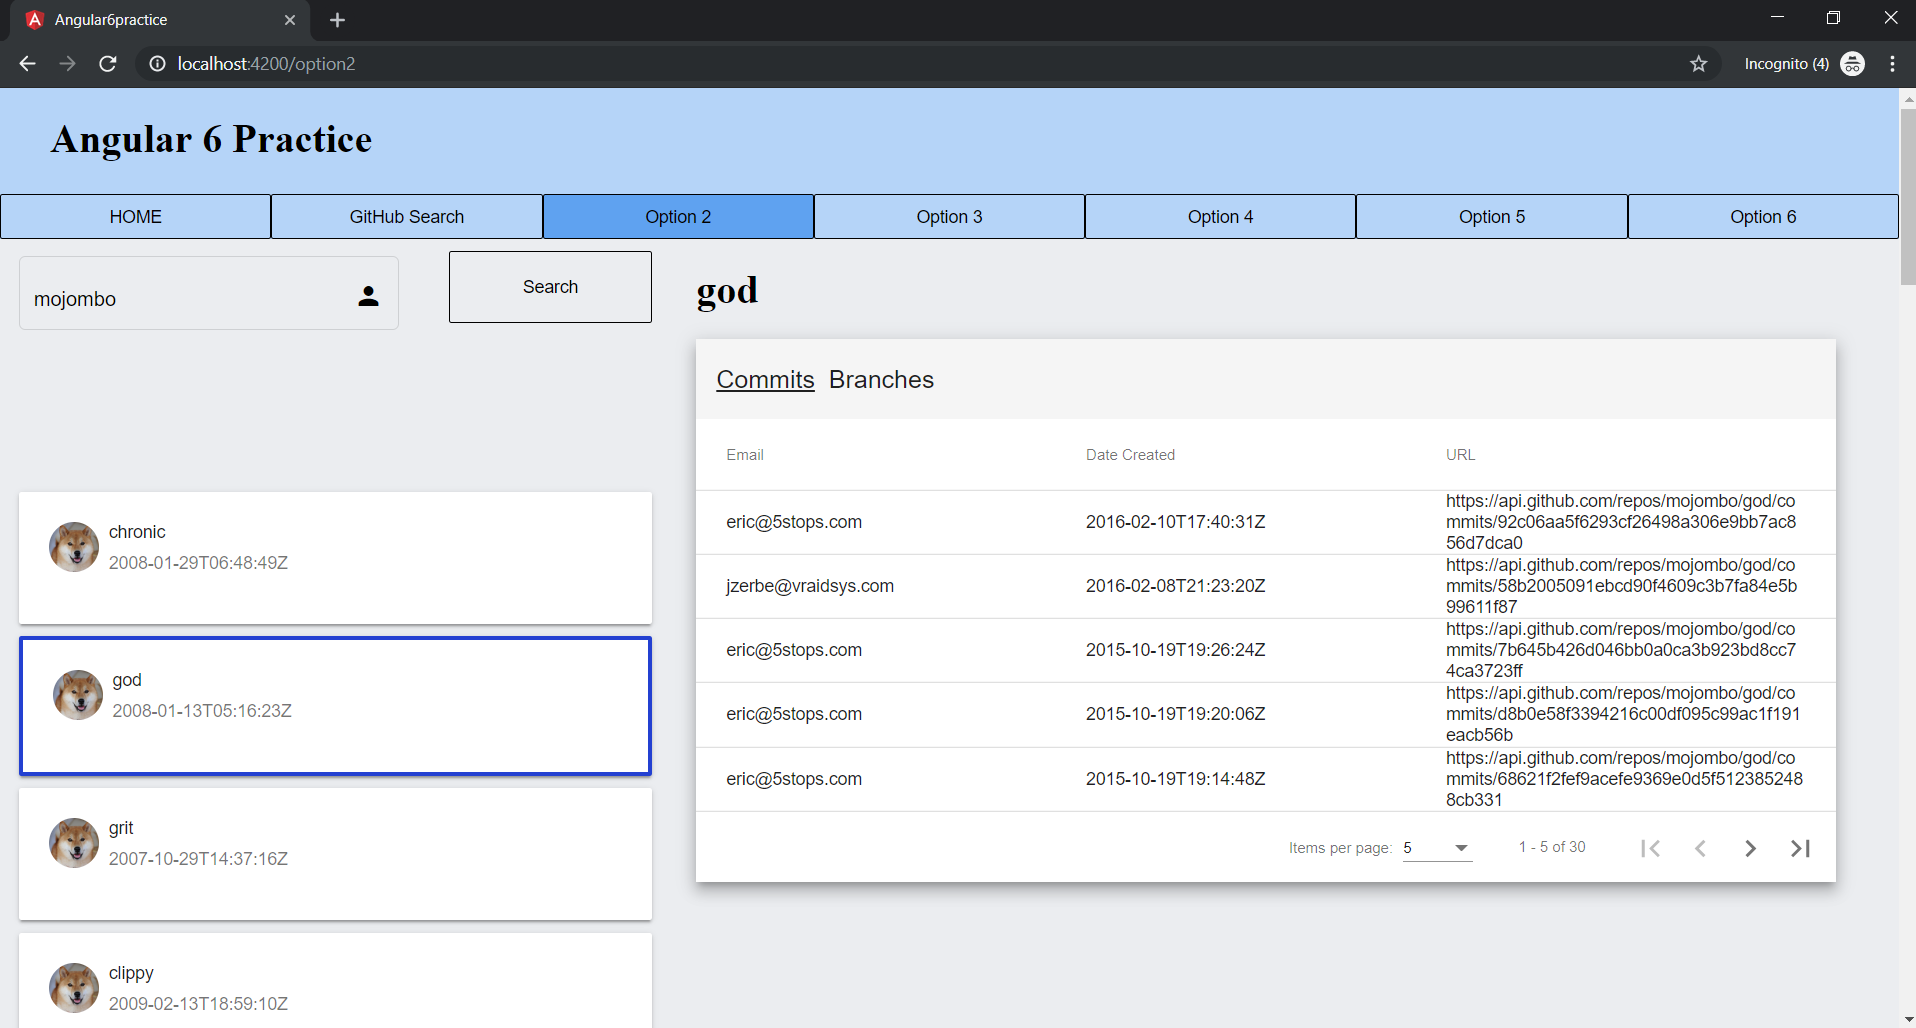 Angular6practice
localhost:4200/option2
Incognito (4)
Angular 6 Practice
HOME GitHub Search Option 2 Option 3 Option 4 Option 5 Option 6
mojombo
Search
chronic
2008-01-29T06:48:49Z
god
2008-01-13T05:16:23Z
grit
2007-10-29T14:37:16Z
clippy
2009-02-13T18:59:10Z
god
Commits Branches
Email Date Created URL
eric@5stops.com 2016-02-10T17:40:31Z https://api.github.com/repos/mojombo/god/co
mmits/92c06aa5f6293cf26498a306e9bb7ac8
56d7dca0
jzerbe@vraidsys.com 2016-02-08T21:23:20Z https://api.github.com/repos/mojombo/god/co
mmits/58b2005091ebcd90f4609c3b7fa84e5b
99611f87
eric@5stops.com 2015-10-19T19:26:24Z https://api.github.com/repos/mojombo/god/co
mmits/7b645b426d046bb0a0ca3b923bd8cc7
4ca3723ff
eric@5stops.com 2015-10-19T19:20:06Z https://api.github.com/repos/mojombo/god/co
mmits/d8b0e58f3394216c00df095c99ac1f191
eacb56b
eric@5stops.com 2015-10-19T19:14:48Z https://api.github.com/repos/mojombo/god/co
mmits/68621f2fef9acefe9369e0d5f512385248
8cb331
Items per page: 5 1 - 5 of 30